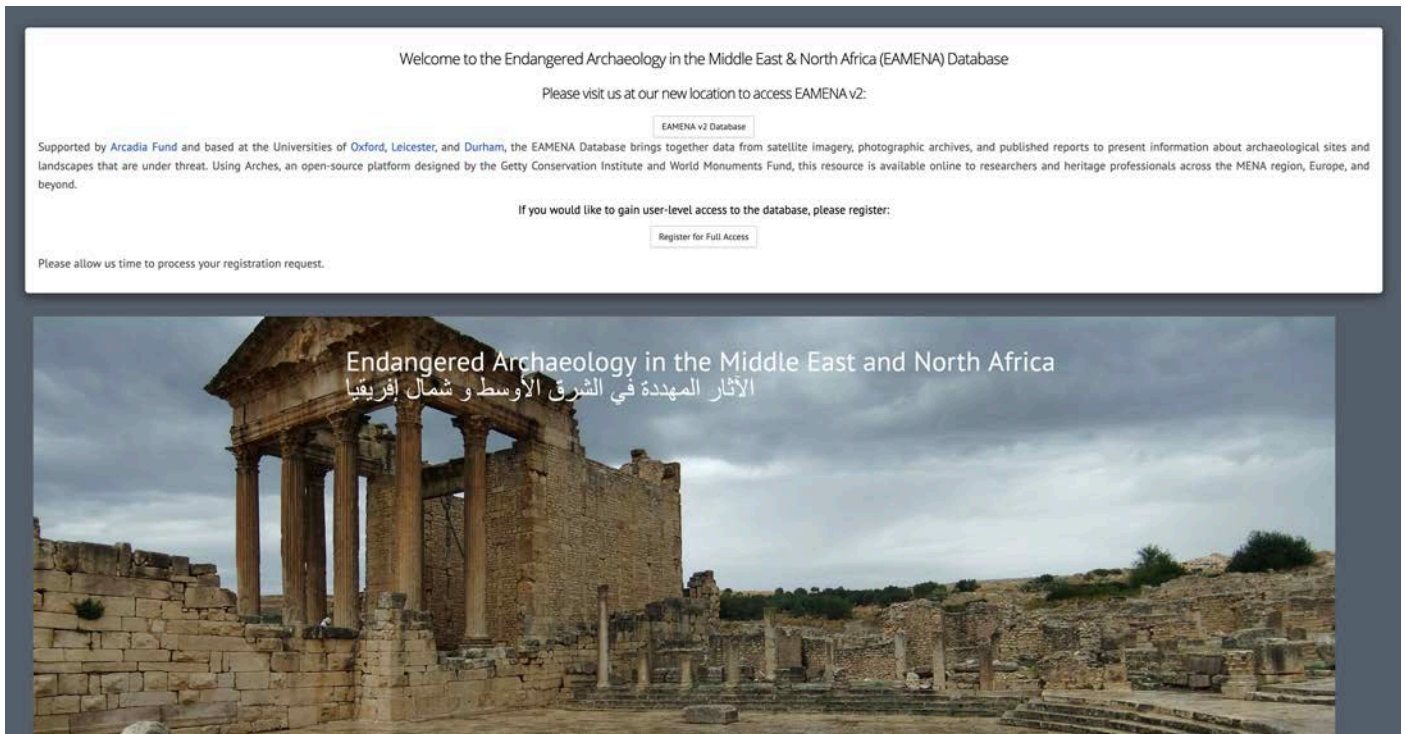 Welcome to the Endangered Archaeology in the Middle East & North Africa (EAMENA) Database
Please visit us at our new location to access EAMENA v2:
EAMENA v2 Database
Supported by Arcadia Fund and based at the Universities of Oxford, Leicester, and Durham, the EAMENA Database brings together data from satellite imagery, photographic archives, and published reports to present information about archaeological sites and
landscapes that are under threat. Using Arches, an open-source platform designed by the Getty Conservation Institute and World Monuments Fund, this resource is available online to researchers and heritage professionals across the MENA region, Europe, and
beyond.
If you would like to gain user-level access to the database, please register:
Register for Full Access
Please allow us time to process your registration request.
Endangered Archaeology in the Middle East and North Africa
الآثار المهددة في الشرق الأوسط و شمال إفريقيا